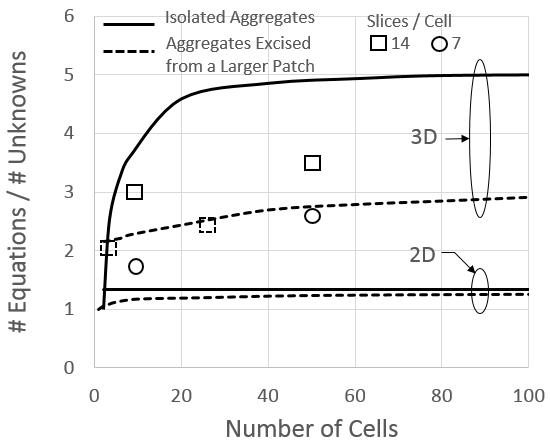 Isolated Aggregates
Aggregates Excised
from a Larger Patch
Slices / Cell
14
7
6
5
4
3
2
1
0
# Equations / # Unknowns
3D
2D
0
20
40
60
80
100
Number of Cells